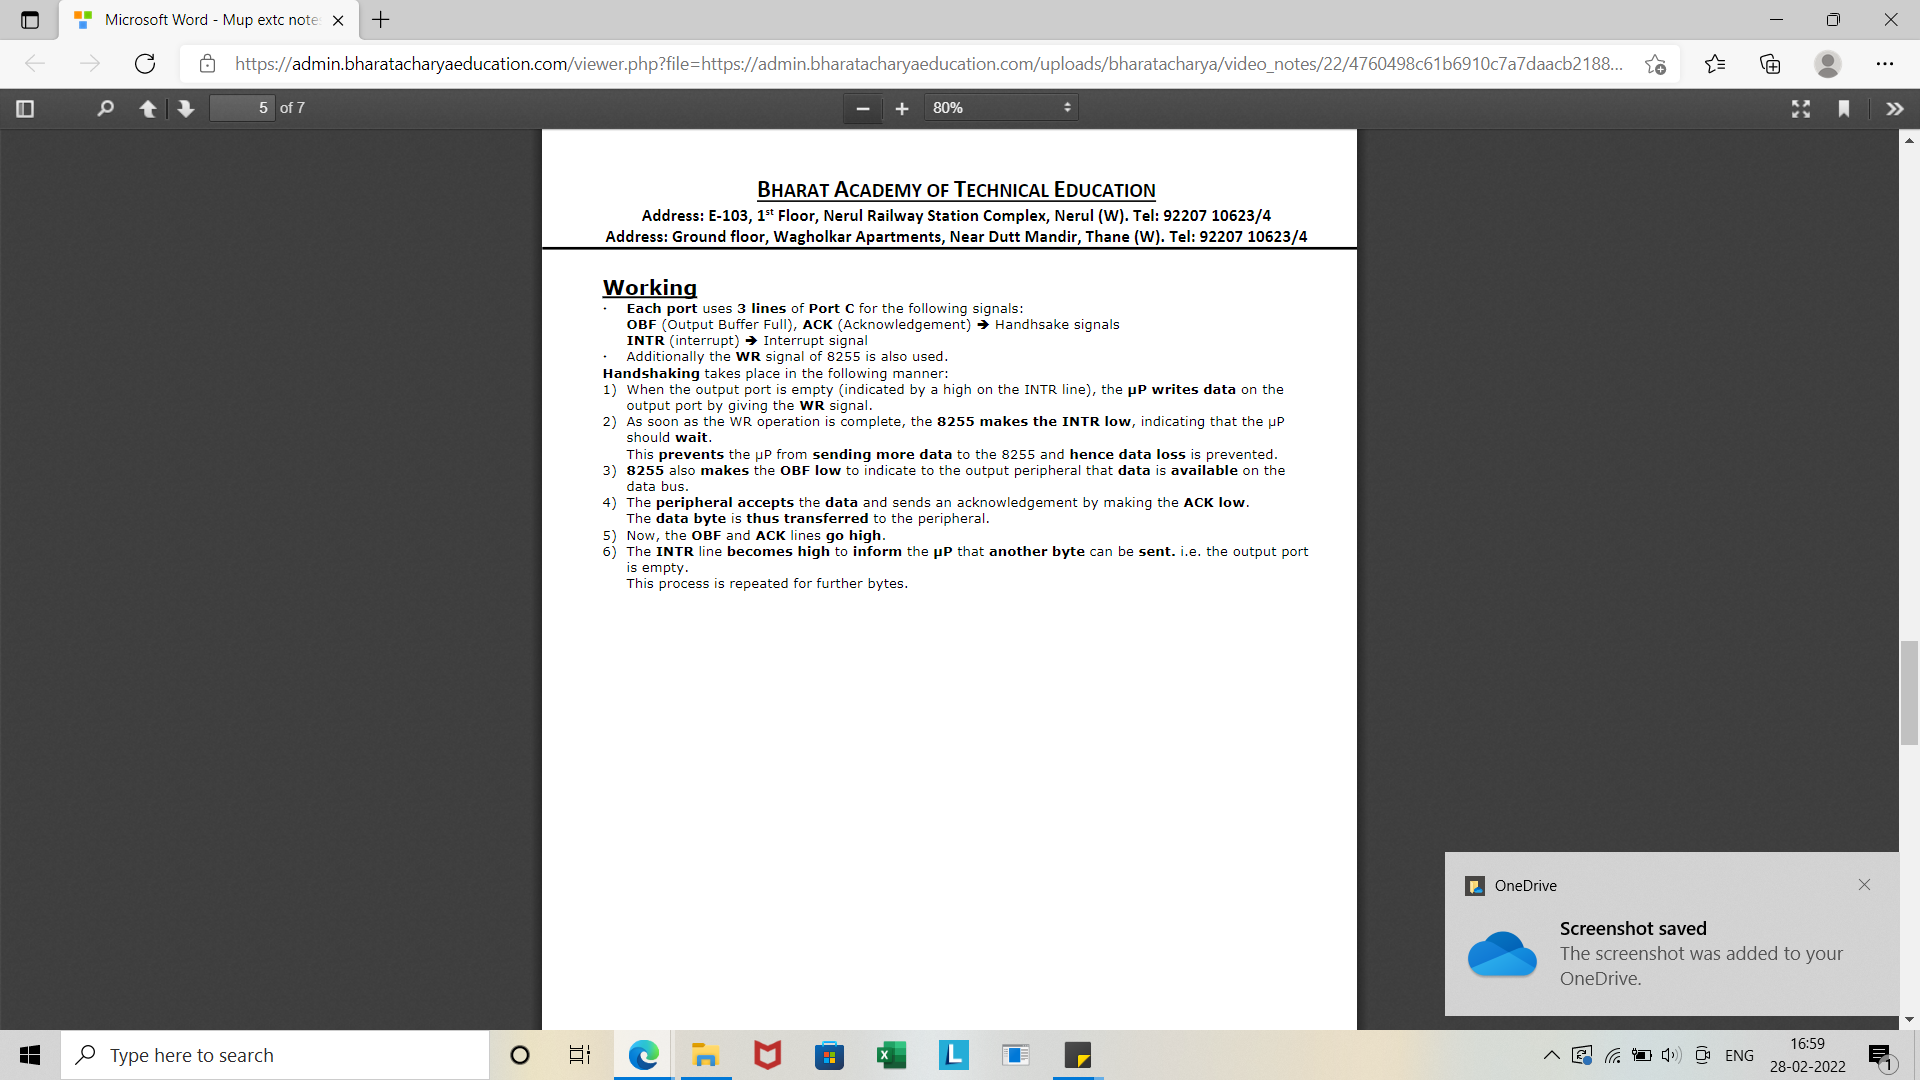 Microsoft Word - Mup extc note
https://admin.bharatacharyaeducation.com/viewer.php?file=https://admin.bharatacharyaeducation.com/uploads/bharatacharya/video_notes/22/4760498c61b6910c7a7daacb2188...
5 of 7
80%
BHARAT ACADEMY OF TECHNICAL EDUCATION
Address: E-103, 1st Floor, Nerul Railway Station Complex, Nerul (W). Tel: 92207 10623/4
Address: Ground floor, Wagholkar Apartments, Near Dutt Mandir, Thane (W). Tel: 92207 10623/4
Working
· Each port uses 3 lines of Port C for the following signals:
OBF (Output Buffer Full), ACK (Acknowledgement) ➔ Handhsake signals
INTR (interrupt) ➔ Interrupt signal
· Additionally the WR signal of 8255 is also used.
Handshaking takes place in the following manner:
1) When the output port is empty (indicated by a high on the INTR line), the µP writes data on the
output port by giving the WR signal.
2) As soon as the WR operation is complete, the 8255 makes the INTR low, indicating that the µP
should wait.
This prevents the µP from sending more data to the 8255 and hence data loss is prevented.
3) 8255 also makes the OBF low to indicate to the output peripheral that data is available on the
data bus.
4) The peripheral accepts the data and sends an acknowledgement by making the ACK low.
The data byte is thus transferred to the peripheral.
5) Now, the OBF and ACK lines go high.
6) The INTR line becomes high to inform the µP that another byte can be sent. i.e. the output port
is empty.
This process is repeated for further bytes.
OneDrive
Screenshot saved
The screenshot was added to your
OneDrive.
Type here to search
ENG
16:59
28-02-2022
1